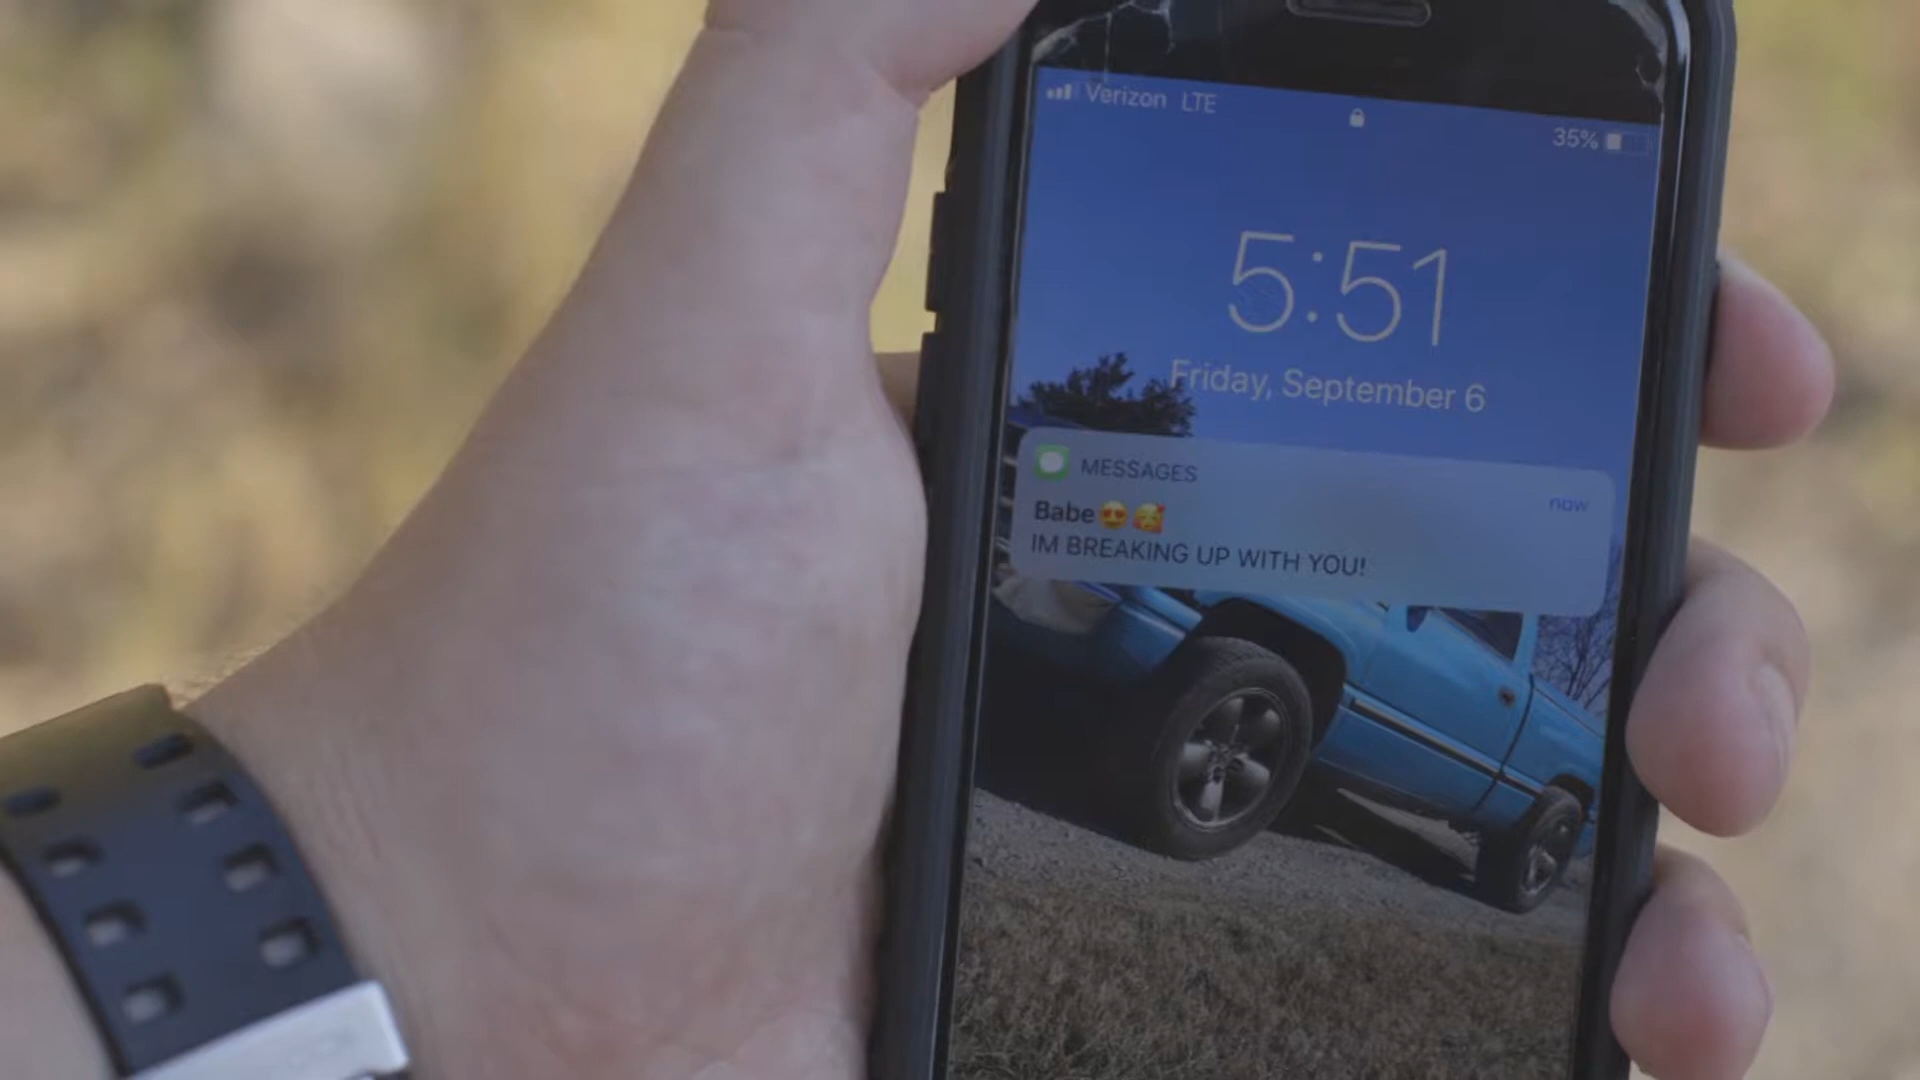 Verizon LTE
35%
5:51
Friday, September 6
MESSAGES
now
Babe😍🥰
IM BREAKING UP WITH YOU!